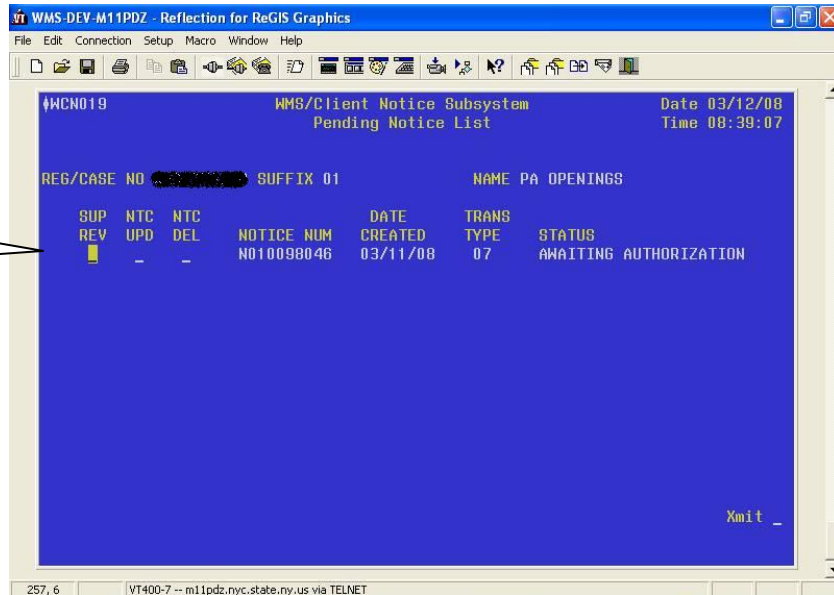 WMS-DEV-M11PDZ - Reflection for ReGIS Graphics
File Edit Connection Setup Macro Window Help
WCN019 WMS/Client Notice Subsystem Date 03/12/08
Pending Notice List Time 08:39:07
REG/CASE NO SUFFIX 01 NAME PA OPENINGS
SUP NTC NTC DATE TRANS
REV UPD DEL NOTICE NUM CREATED TYPE STATUS
_ _ _ N010098046 03/11/08 07 AWAITING AUTHORIZATION
Xmit _
257, 6 VT400-7 -- m11pdz.nyc.state.ny.us via TELNET